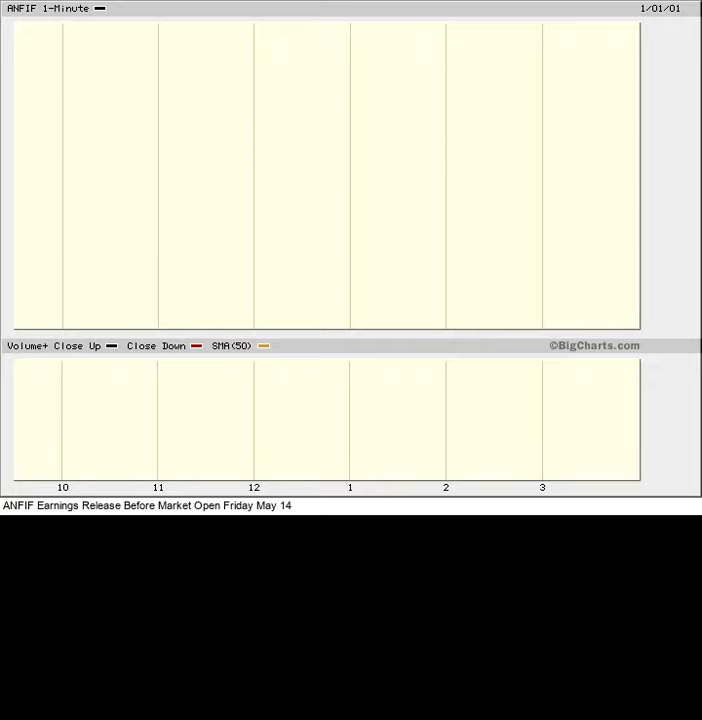 ANFIF 1-Minute 1/01/01
Volume+ Close Up Close Down SMA(50) ©BigCharts.com
10 11 12 1 2 3
ANFIF Earnings Release Before Market Open Friday May 14